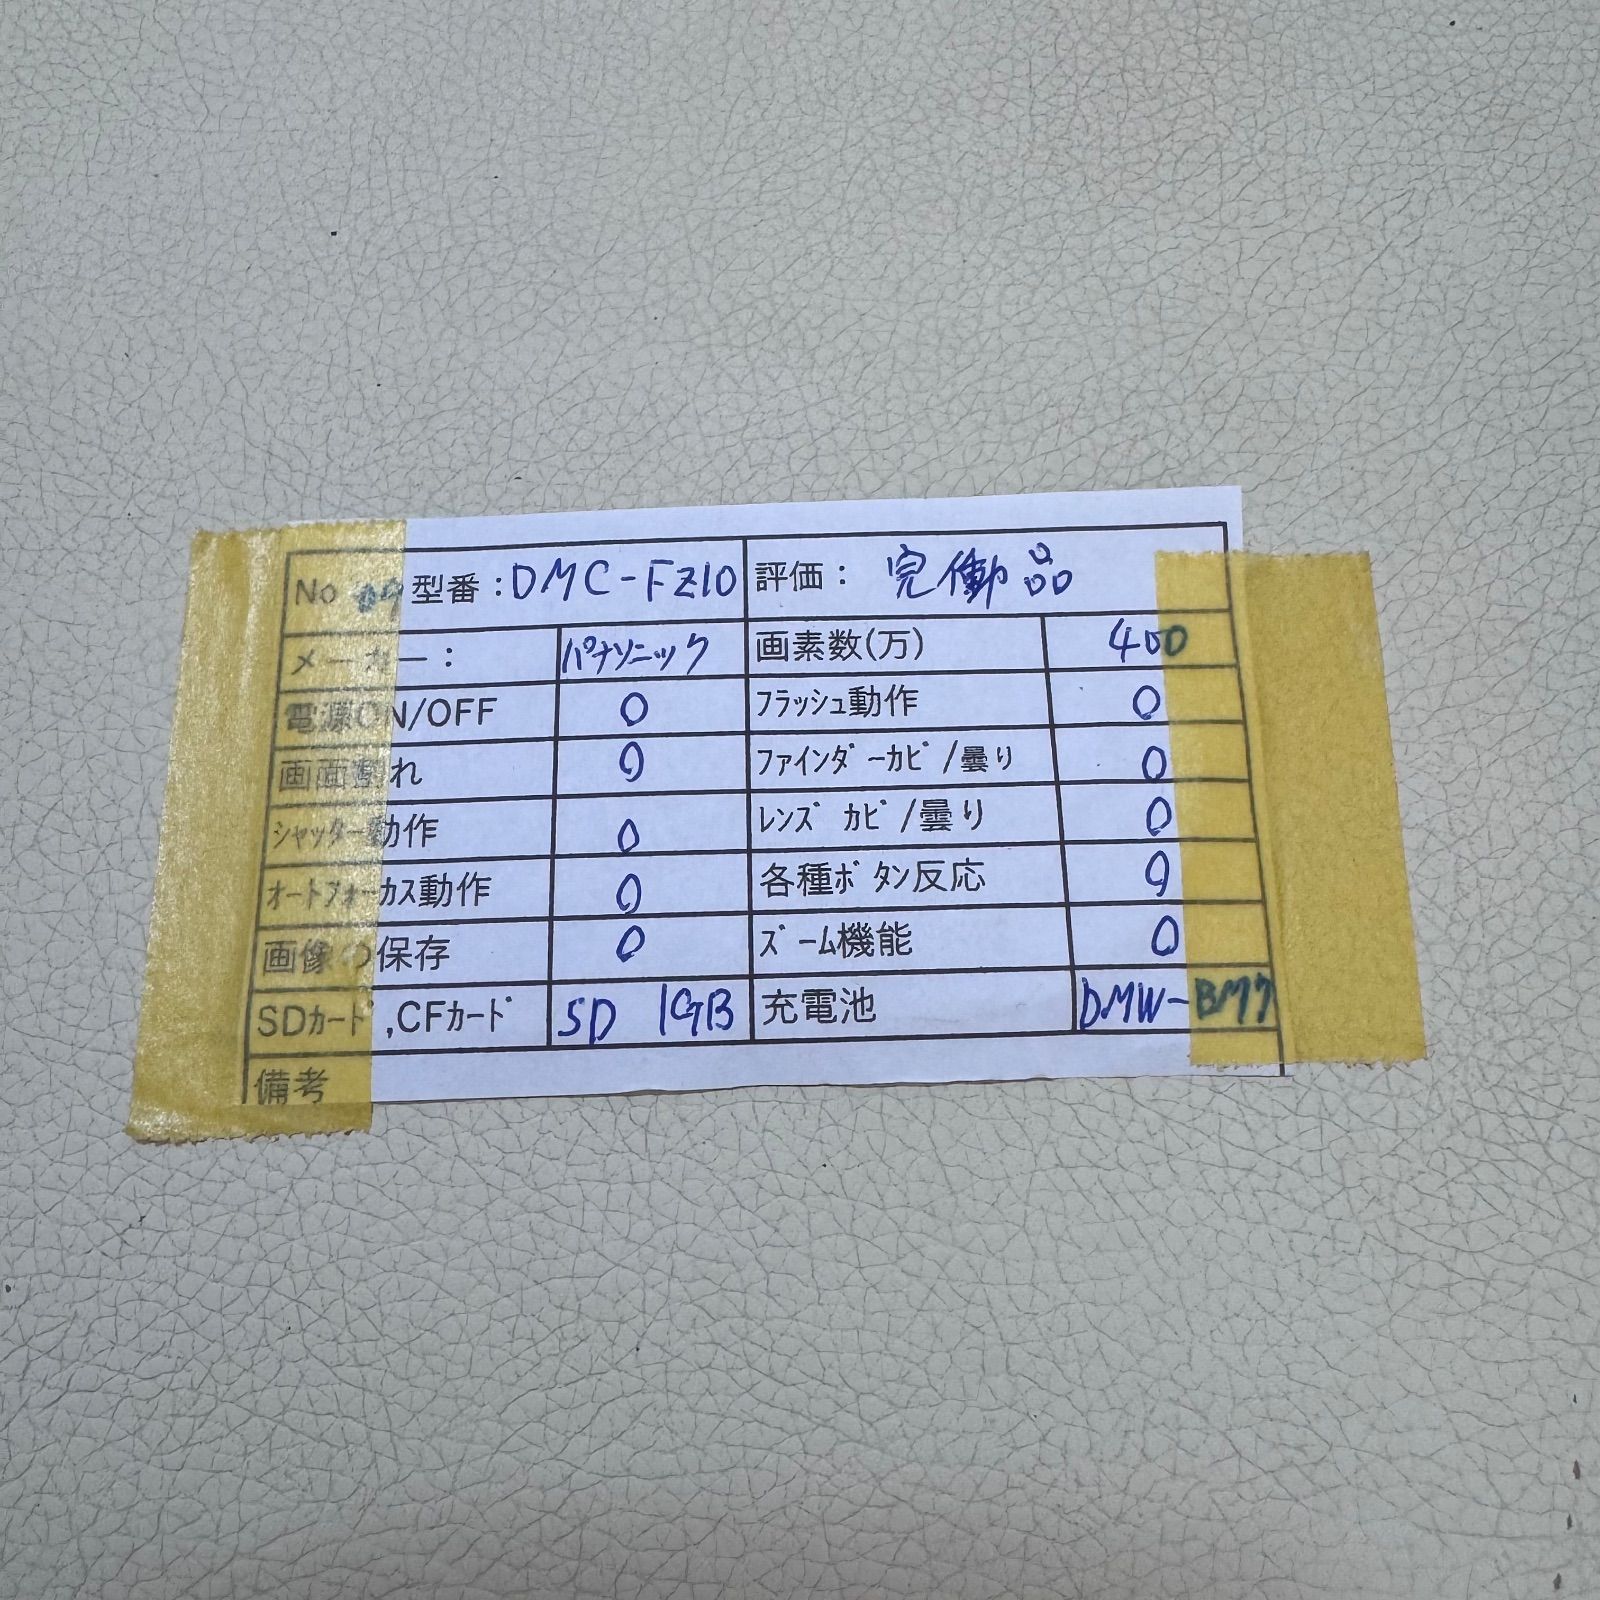 No 09 型番：DMC-FZ10 評価： 完働品
メーカー： パナソニック 画素数(万) 400
電源ON/OFF 0 ﾌﾗｯｼｭ動作 0
画面割れ 0 ﾌｧｲﾝﾀﾞｰｶﾋﾞ/曇り 0
ｼｬｯﾀｰ動作 0 ﾚﾝｽﾞｶﾋﾞ/曇り 0
ｵｰﾄﾌｫｰｶｽ動作 0 各種ﾎﾞﾀﾝ反応 0
画像の保存 0 ｽﾞｰﾑ機能 0
SDｶｰﾄﾞ,CFｶｰﾄﾞ SD 1GB 充電池 DMW-BM7
備考